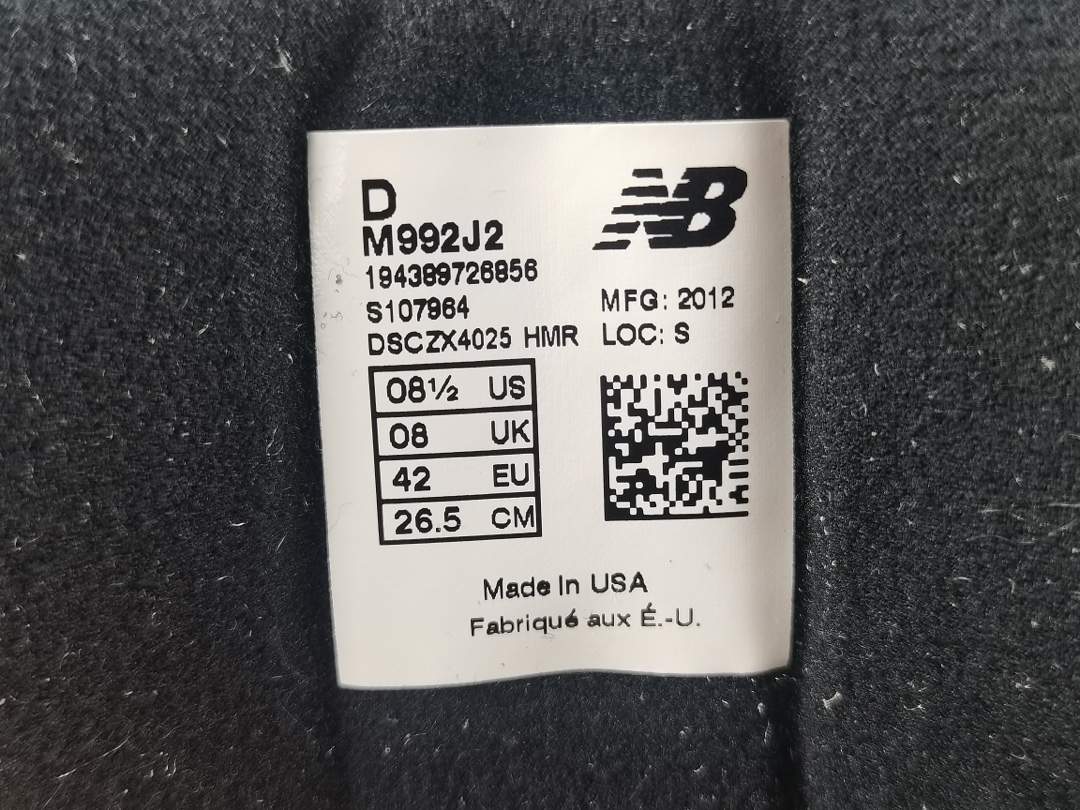 D
NB
M992J2
194389726856
S107964
MFG: 2012
DSCZX4025 HMR
LOC: S
08½ US
08 UK
42 EU
26.5 CM
Made In USA
Fabriqué aux É.-U.